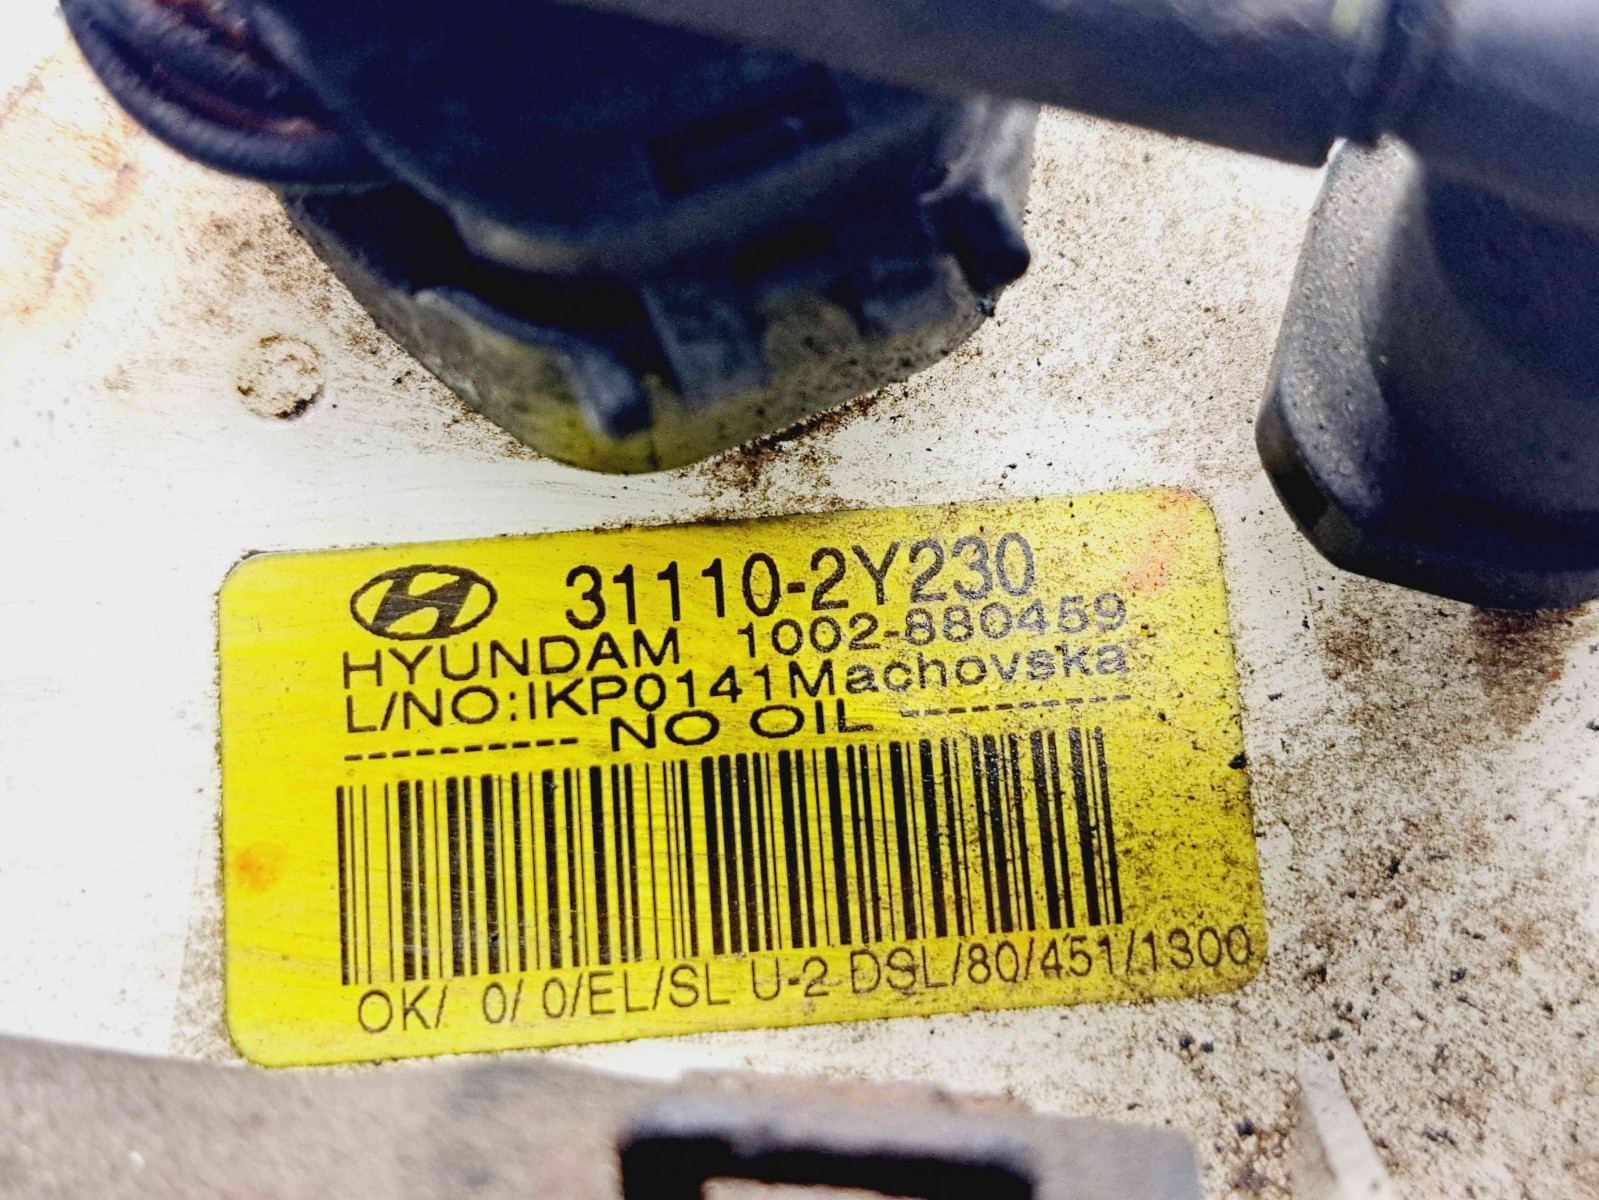 31110-2Y230
HYUNDAM 1002-880459
L/NO:IKP0141Machovska
---------- NO OIL ----------
OK/ 0/ 0/EL/SL U-2 DSL/80/451/1300